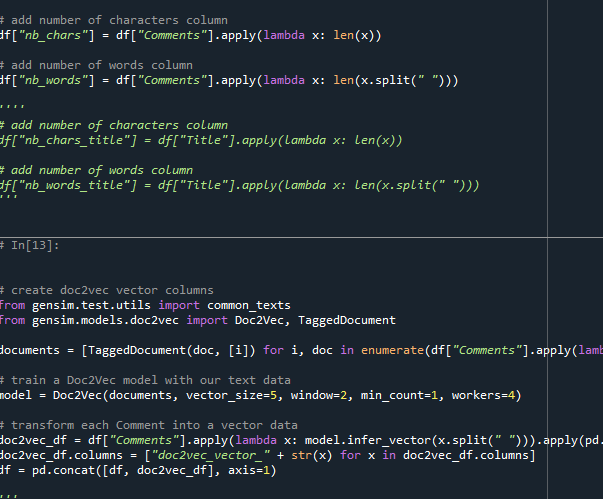 # add number of characters column
df["nb_chars"] = df["Comments"].apply(lambda x: len(x))
# add number of words column
df["nb_words"] = df["Comments"].apply(lambda x: len(x.split(" ")))
''''
# add number of characters column
df["nb_chars_title"] = df["Title"].apply(lambda x: len(x))
# add number of words column
df["nb_words_title"] = df["Title"].apply(lambda x: len(x.split(" ")))
'''
# In[13]:
# create doc2vec vector columns
from gensim.test.utils import common_texts
from gensim.models.doc2vec import Doc2Vec, TaggedDocument
documents = [TaggedDocument(doc, [i]) for i, doc in enumerate(df["Comments"].apply(lamb
# train a Doc2Vec model with our text data
model = Doc2Vec(documents, vector_size=5, window=2, min_count=1, workers=4)
# transform each Comment into a vector data
doc2vec_df = df["Comments"].apply(lambda x: model.infer_vector(x.split(" "))).apply(pd.
doc2vec_df.columns = ["doc2vec_vector_" + str(x) for x in doc2vec_df.columns]
df = pd.concat([df, doc2vec_df], axis=1)
'''